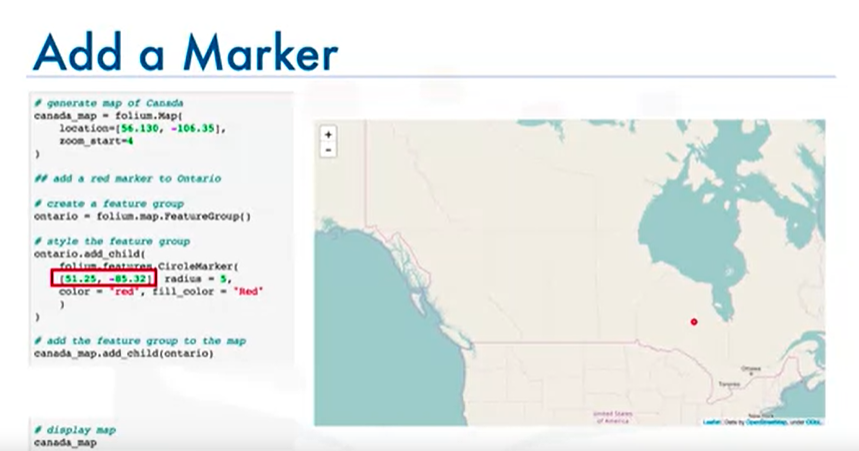 Add a Marker
# generate map of Canada
canada_map = folium.Map(
location=[56.130, -106.35],
zoom_start=4
)
## add a red marker to Ontario
# create a feature group
ontario = folium.map.FeatureGroup()
# style the feature group
ontario.add_child(
folium.features.CircleMarker(
[51.25, -85.32] radius = 5,
color = "red", fill_color = "Red"
)
)
# add the feature group to the map
canada_map.add_child(ontario)
# display map
canada_map
+
-
Ottawa
Toronto
United States
of America
New York
Leaflet | Data by OpenStreetMap, under ODbL.